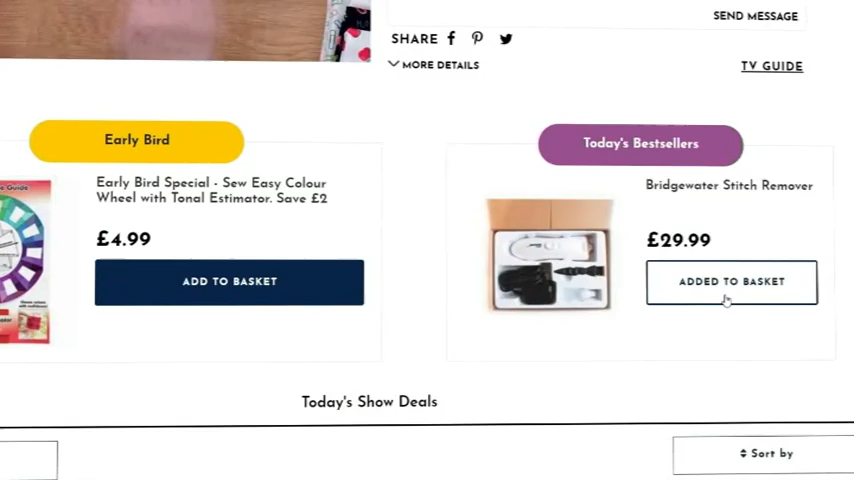 SEND MESSAGE
SHARE
MORE DETAILS
TV GUIDE
Early Bird
Today's Bestsellers
Early Bird Special - Sew Easy Colour
Wheel with Tonal Estimator. Save £2
£4.99
ADD TO BASKET
Bridgewater Stitch Remover
£29.99
ADDED TO BASKET
Today's Show Deals
Sort by